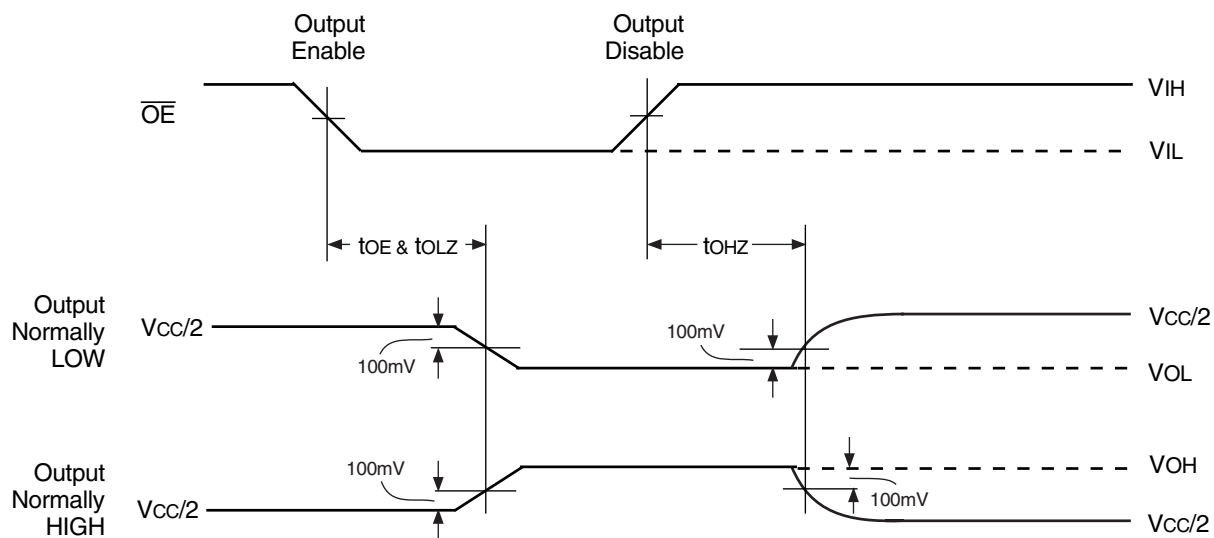 Output
Enable
Output
Disable
OE
VIH
VIL
tOE & tOLZ
tOHZ
Output
Normally
LOW
VCC/2
100mV
100mV
VCC/2
VOL
Output
Normally
HIGH
VCC/2
100mV
VOH
100mV
VCC/2